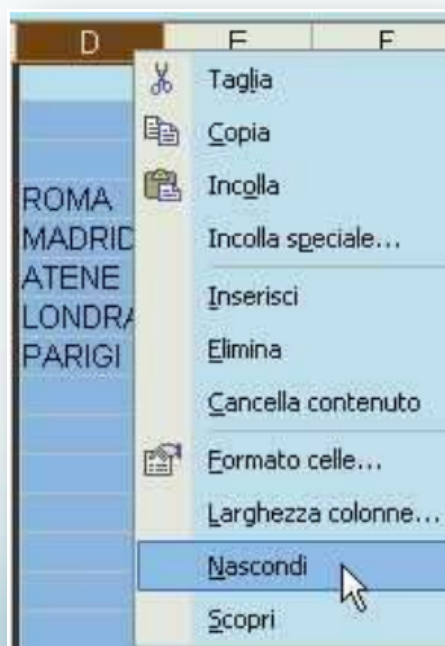 D E F
Taglia
Copia
Incolla
Incolla speciale...
Inserisci
Elimina
Cancella contenuto
Formato celle...
Larghezza colonne...
Nascondi
Scopri
ROMA
MADRID
ATENE
LONDRA
PARIGI